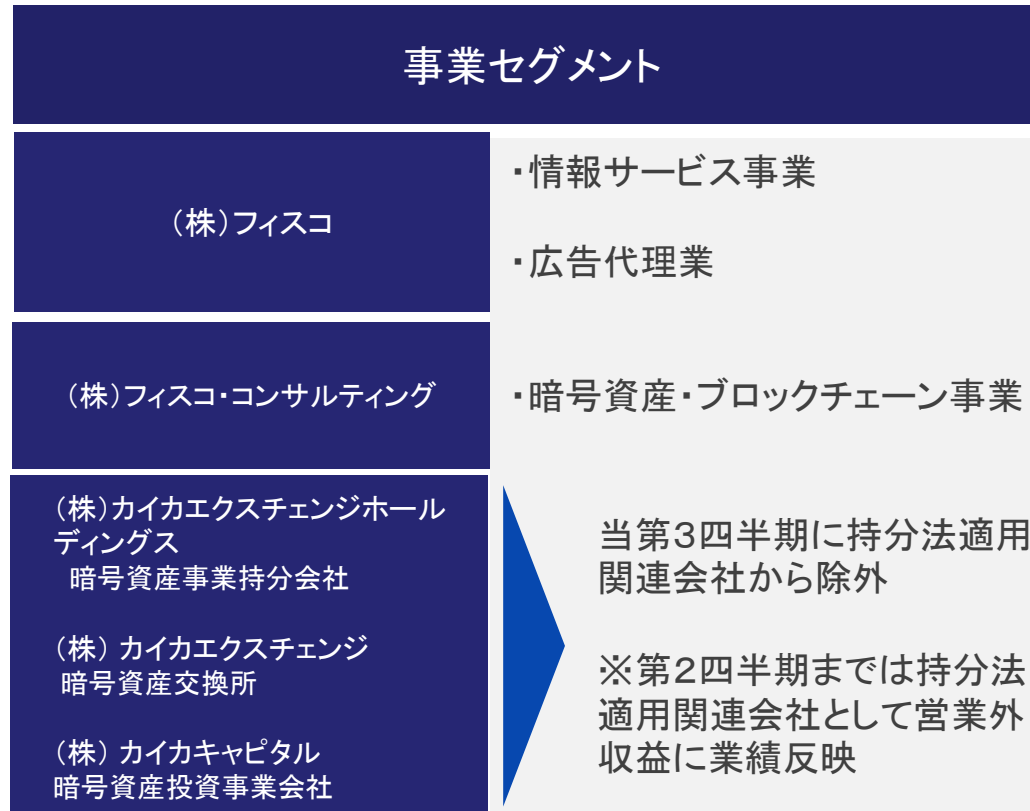 事業セグメント
（株）フィスコ
・情報サービス事業
・広告代理業
（株）フィスコ・コンサルティング
・暗号資産・ブロックチェーン事業
（株）カイカエクスチェンジホール
ディングス
暗号資産事業持分会社
（株） カイカエクスチェンジ
暗号資産交換所
（株） カイカキャピタル
暗号資産投資事業会社
当第３四半期に持分法適用
関連会社から除外
※第２四半期までは持分法
適用関連会社として営業外
収益に業績反映